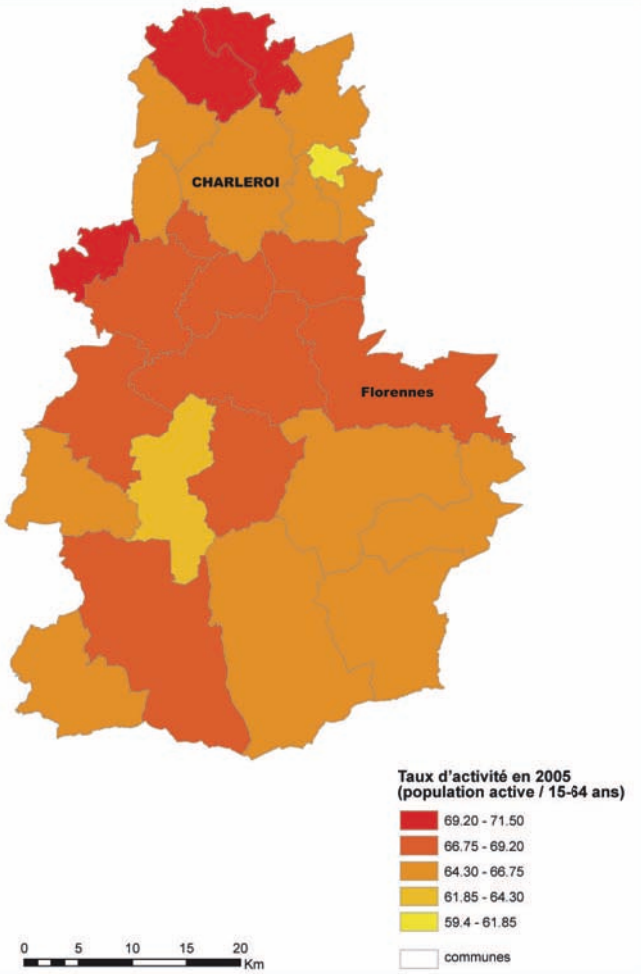 CHARLEROI
Florennes
Taux d'activité en 2005
(population active / 15-64 ans)
69.20 - 71.50
66.75 - 69.20
64.30 - 66.75
61.85 - 64.30
59.4 - 61.85
communes
0 5 10 15 20
Km